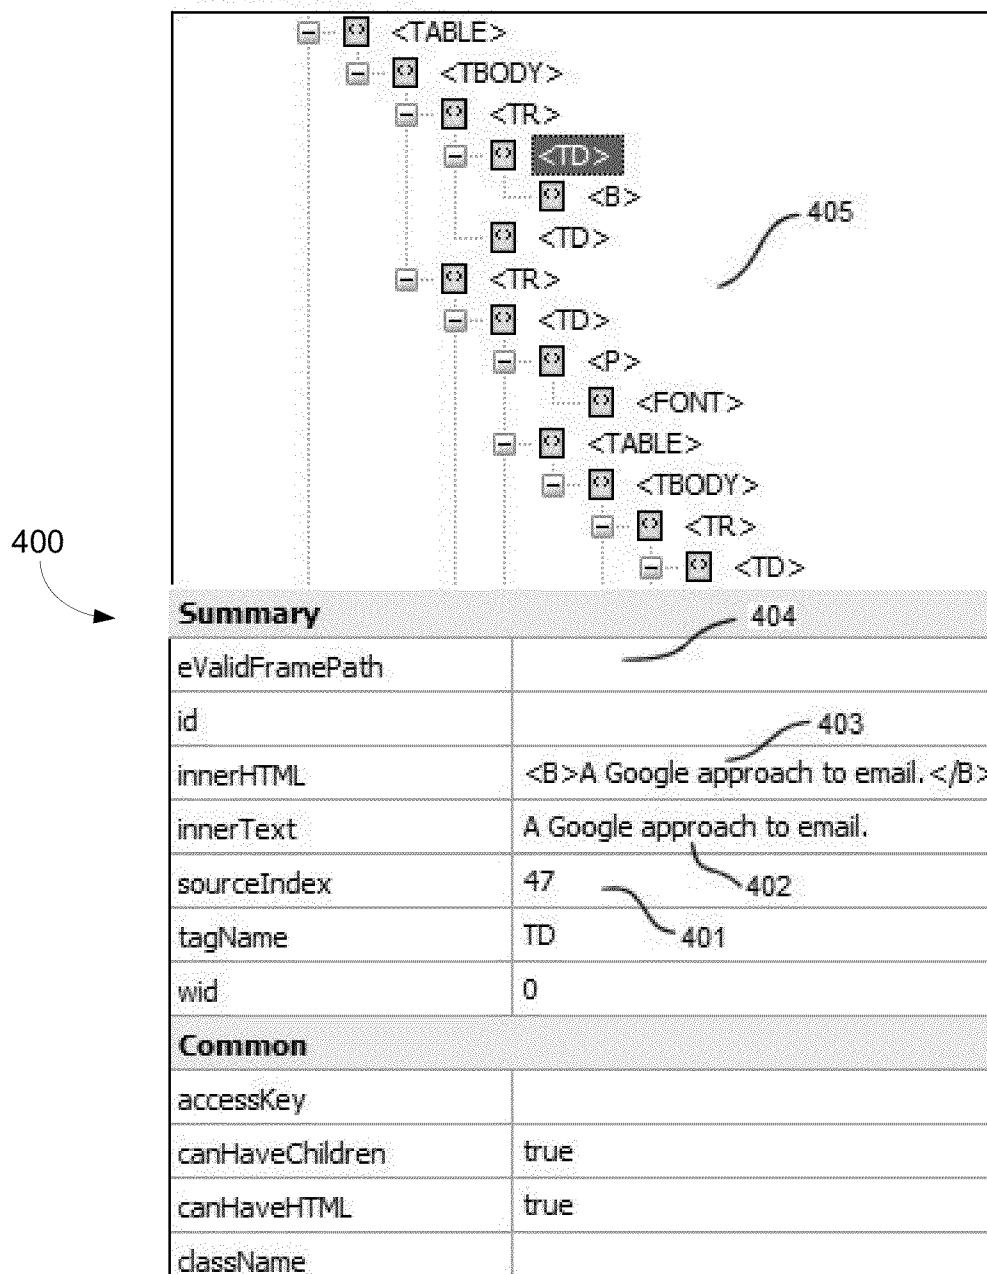 <TABLE>
<TBODY>
<TR>
<TD>
<B>
405
<TD>
<TR>
<TD>
<P>
<FONT>
<TABLE>
<TBODY>
<TR>
400
<TD>
Summary
404
eValidFramePath
id
403
innerHTML <B>A Google approach to email.</B>
innerText A Google approach to email.
sourceIndex 47
402
tagName TD
401
wid 0
Common
accessKey
canHaveChildren true
canHaveHTML true
className